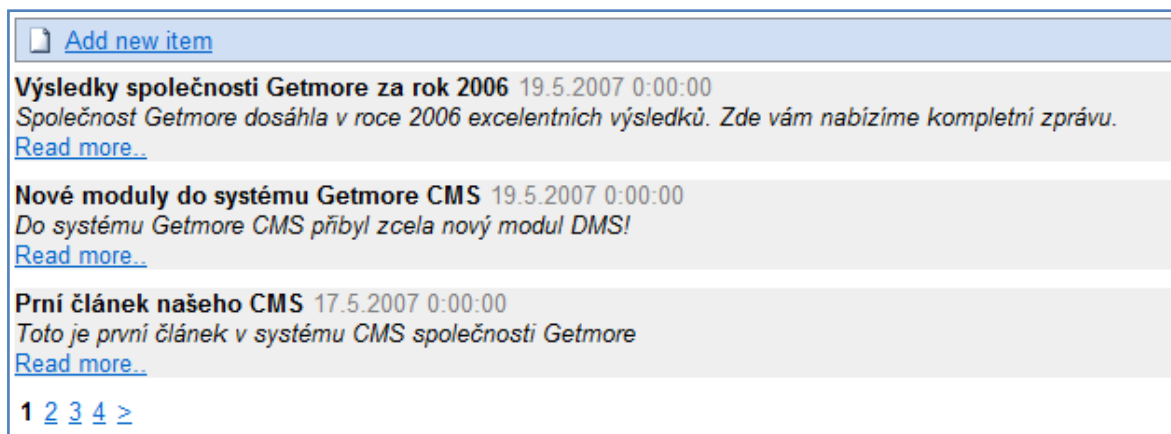 Add new item
Výsledky společnosti Getmore za rok 2006 19.5.2007 0:00:00
Společnost Getmore dosáhla v roce 2006 excelentních výsledků. Zde vám nabízíme kompletní zprávu.
Read more..
Nové moduly do systému Getmore CMS 19.5.2007 0:00:00
Do systému Getmore CMS přibyl zcela nový modul DMS!
Read more..
Prní článek našeho CMS 17.5.2007 0:00:00
Toto je první článek v systému CMS společnosti Getmore
Read more..
1 2 3 4 >